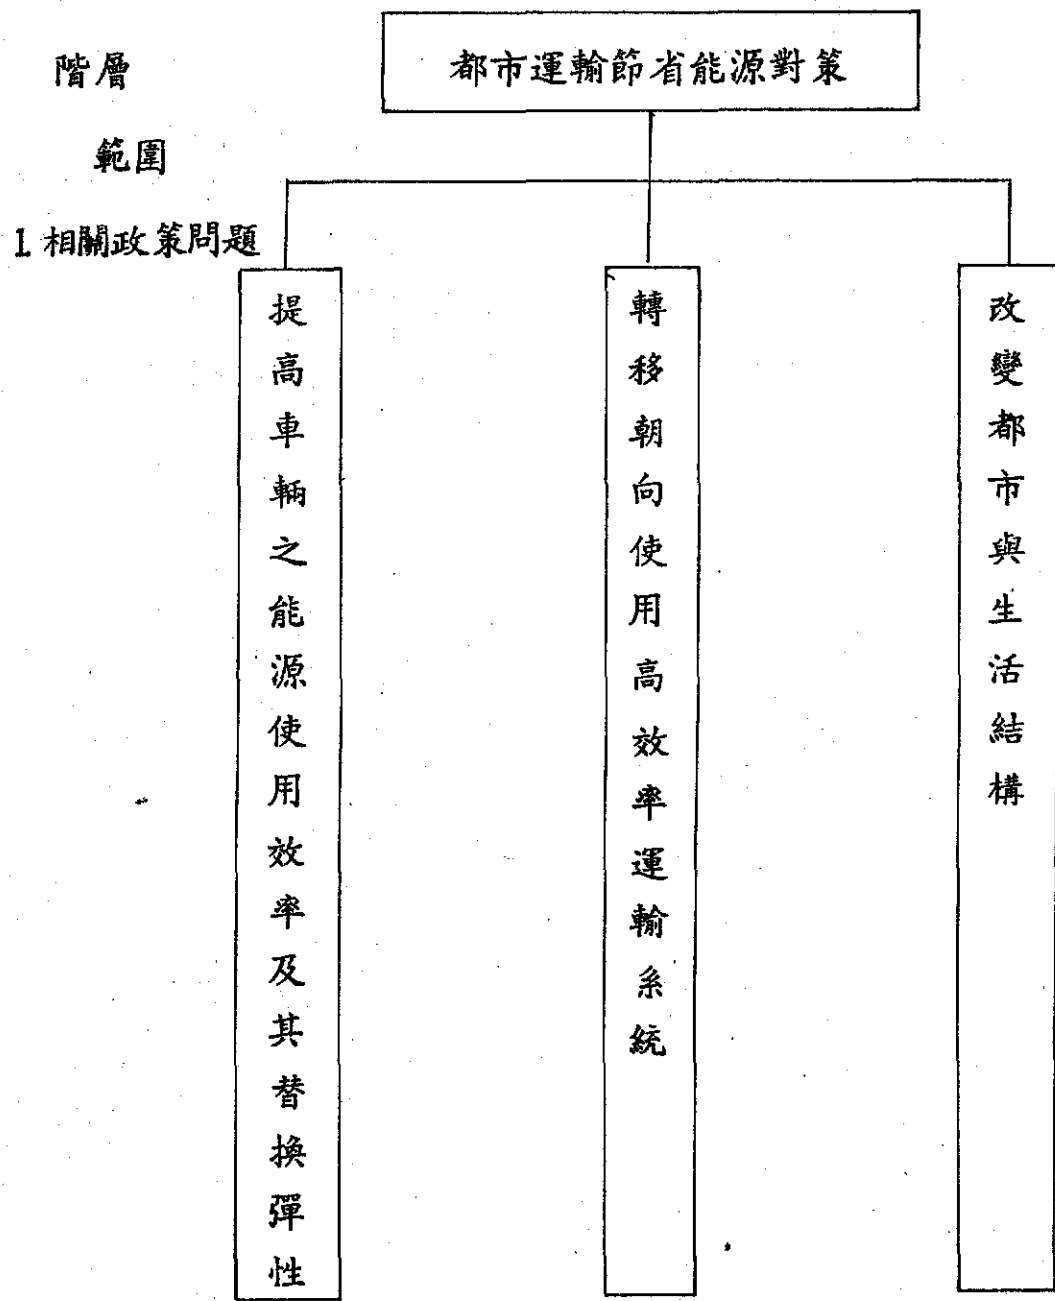 階層
都市運輸節省能源對策
範圍
1 相關政策問題
提高車輛之能源使用效率及其替換彈性
轉移朝向使用高效率運輸系統
改變都市與生活結構